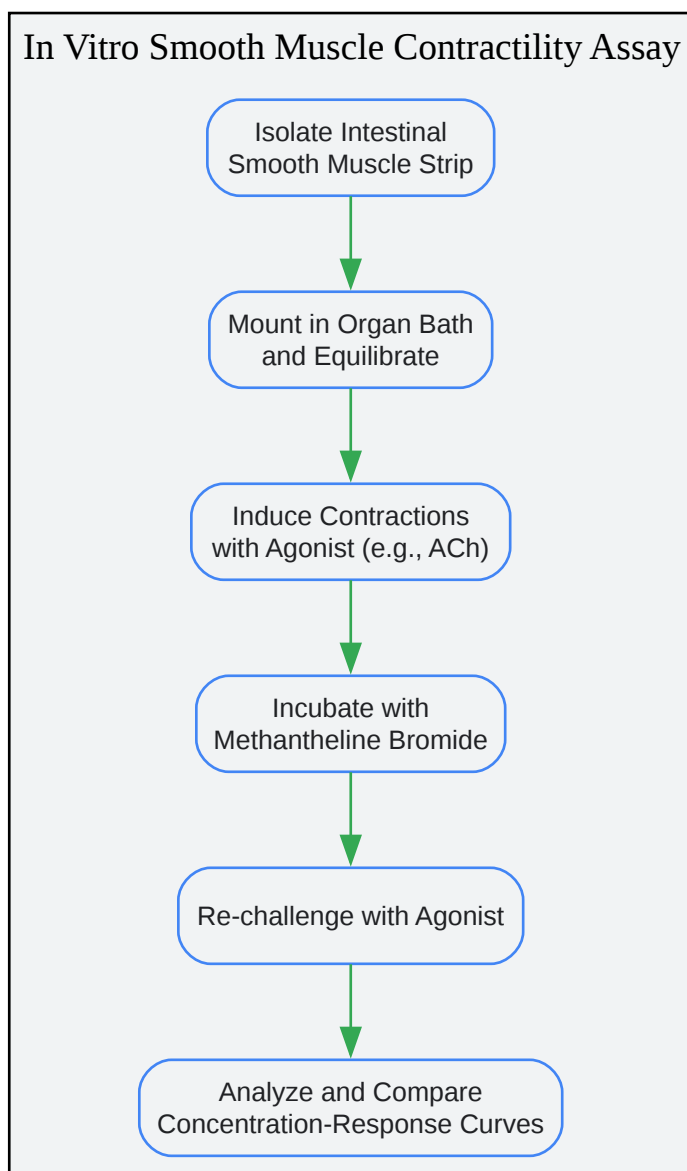 In Vitro Smooth Muscle Contractility Assay
Isolate Intestinal
Smooth Muscle Strip
Mount in Organ Bath
and Equilibrate
Induce Contractions
with Agonist (e.g., ACh)
Incubate with
Methantheline Bromide
Re-challenge with Agonist
Analyze and Compare
Concentration-Response Curves